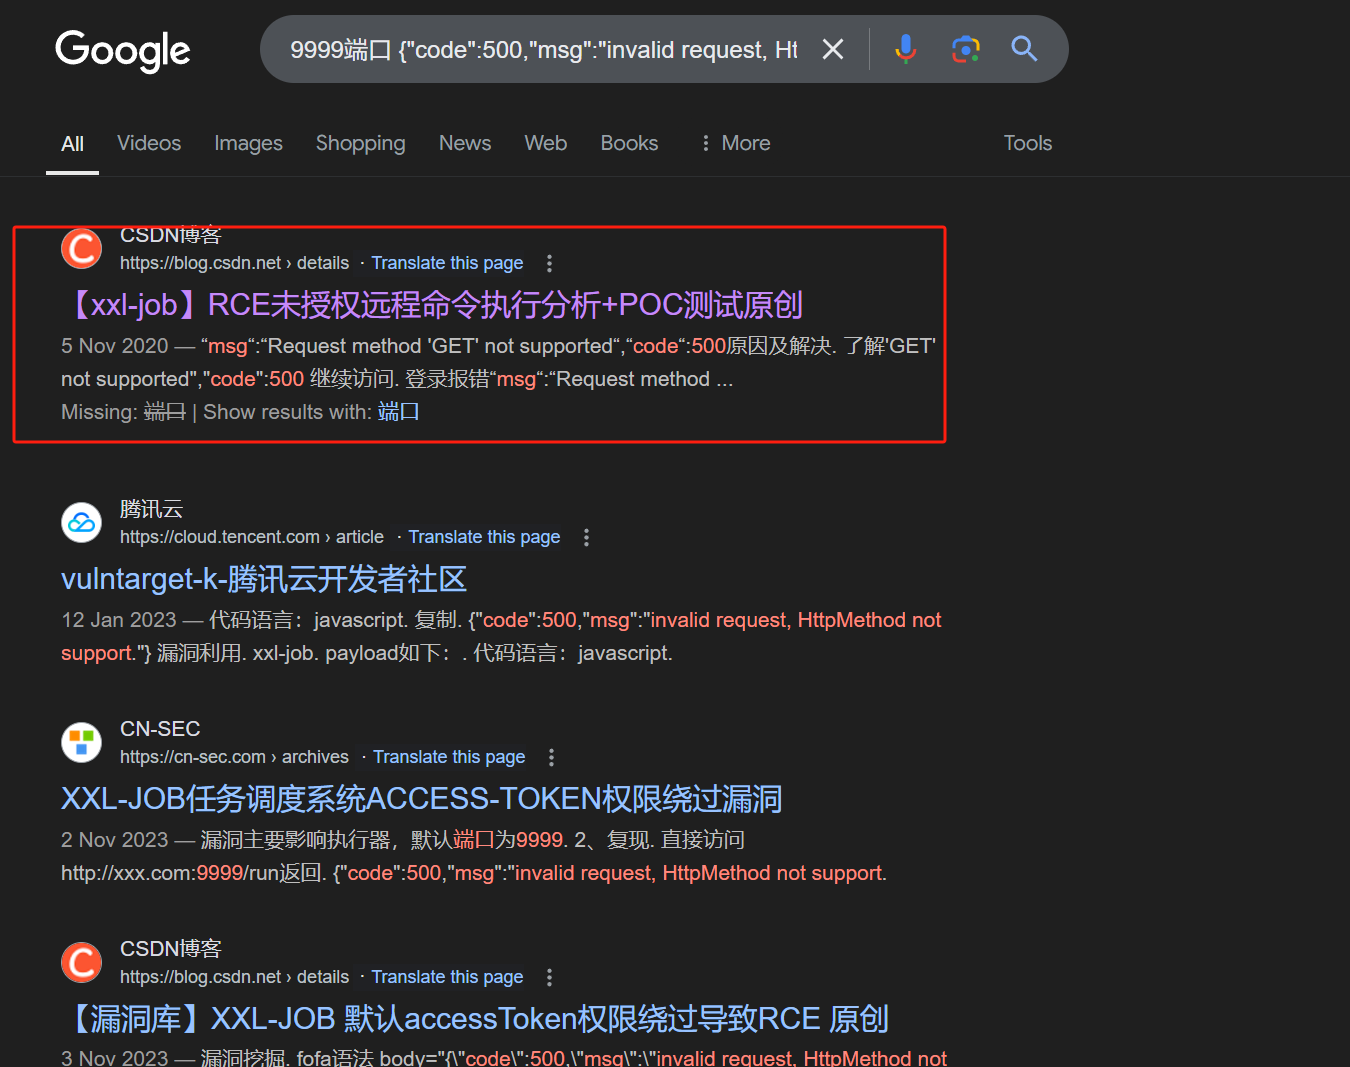 Google
9999端口 {"code":500,"msg":"invalid request, Ht
All Videos Images Shopping News Web Books More Tools
CSDN博客
https://blog.csdn.net › details · Translate this page
【xxl-job】RCE未授权远程命令执行分析+POC测试原创
5 Nov 2020 — “msg“:“Request method 'GET' not supported“,“code“:500原因及解决. 了解'GET'
not supported","code":500 继续访问. 登录报错“msg“:“Request method ...
Missing: 端口 | Show results with: 端口
腾讯云
https://cloud.tencent.com › article · Translate this page
vulntarget-k-腾讯云开发者社区
12 Jan 2023 — 代码语言：javascript. 复制. {"code":500,"msg":"invalid request, HttpMethod not
support."} 漏洞利用. xxl-job. payload如下：. 代码语言：javascript.
CN-SEC
https://cn-sec.com › archives · Translate this page
XXL-JOB任务调度系统ACCESS-TOKEN权限绕过漏洞
2 Nov 2023 — 漏洞主要影响执行器，默认端口为9999. 2、复现. 直接访问
http://xxx.com:9999/run返回. {"code":500,"msg":"invalid request, HttpMethod not support.
CSDN博客
https://blog.csdn.net › details · Translate this page
【漏洞库】XXL-JOB 默认accessToken权限绕过导致RCE 原创
3 Nov 2023 — 漏洞挖掘. fofa语法 body="{\"code\":500,\"msg\":\"invalid request, HttpMethod not